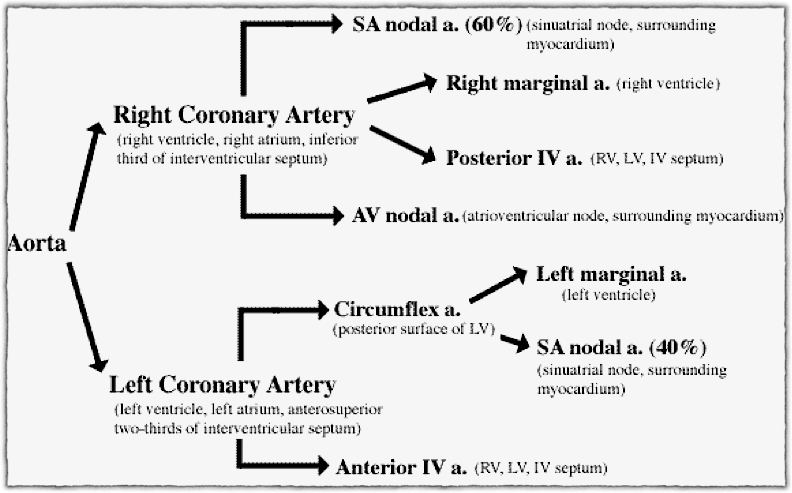 SA nodal a. (60%) (sinuatrial node, surrounding
myocardium)
Right marginal a. (right ventricle)
Right Coronary Artery
(right ventricle, right atrium, inferior
third of interventricular septum)
Posterior IV a. (RV, LV, IV septum)
AV nodal a. (atrioventricular node, surrounding myocardium)
Aorta
Left marginal a.
(left ventricle)
Circumflex a.
(posterior surface of LV)
SA nodal a. (40%)
(sinuatrial node, surrounding
myocardium)
Left Coronary Artery
(left ventricle, left atrium, anterosuperior
two-thirds of interventricular septum)
Anterior IV a. (RV, LV, IV septum)